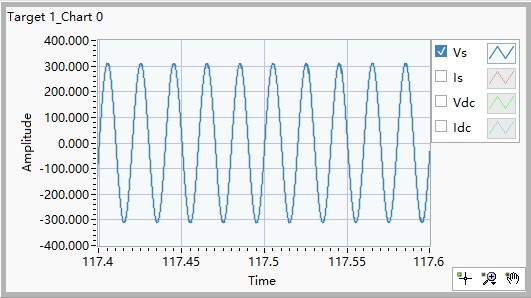 Target 1_Chart 0
400.000
300.000
200.000
100.000
0.000
-100.000
-200.000
-300.000
-400.000
Amplitude
117.4 117.45 117.5 117.55 117.6
Time
Vs
Is
Vdc
Idc